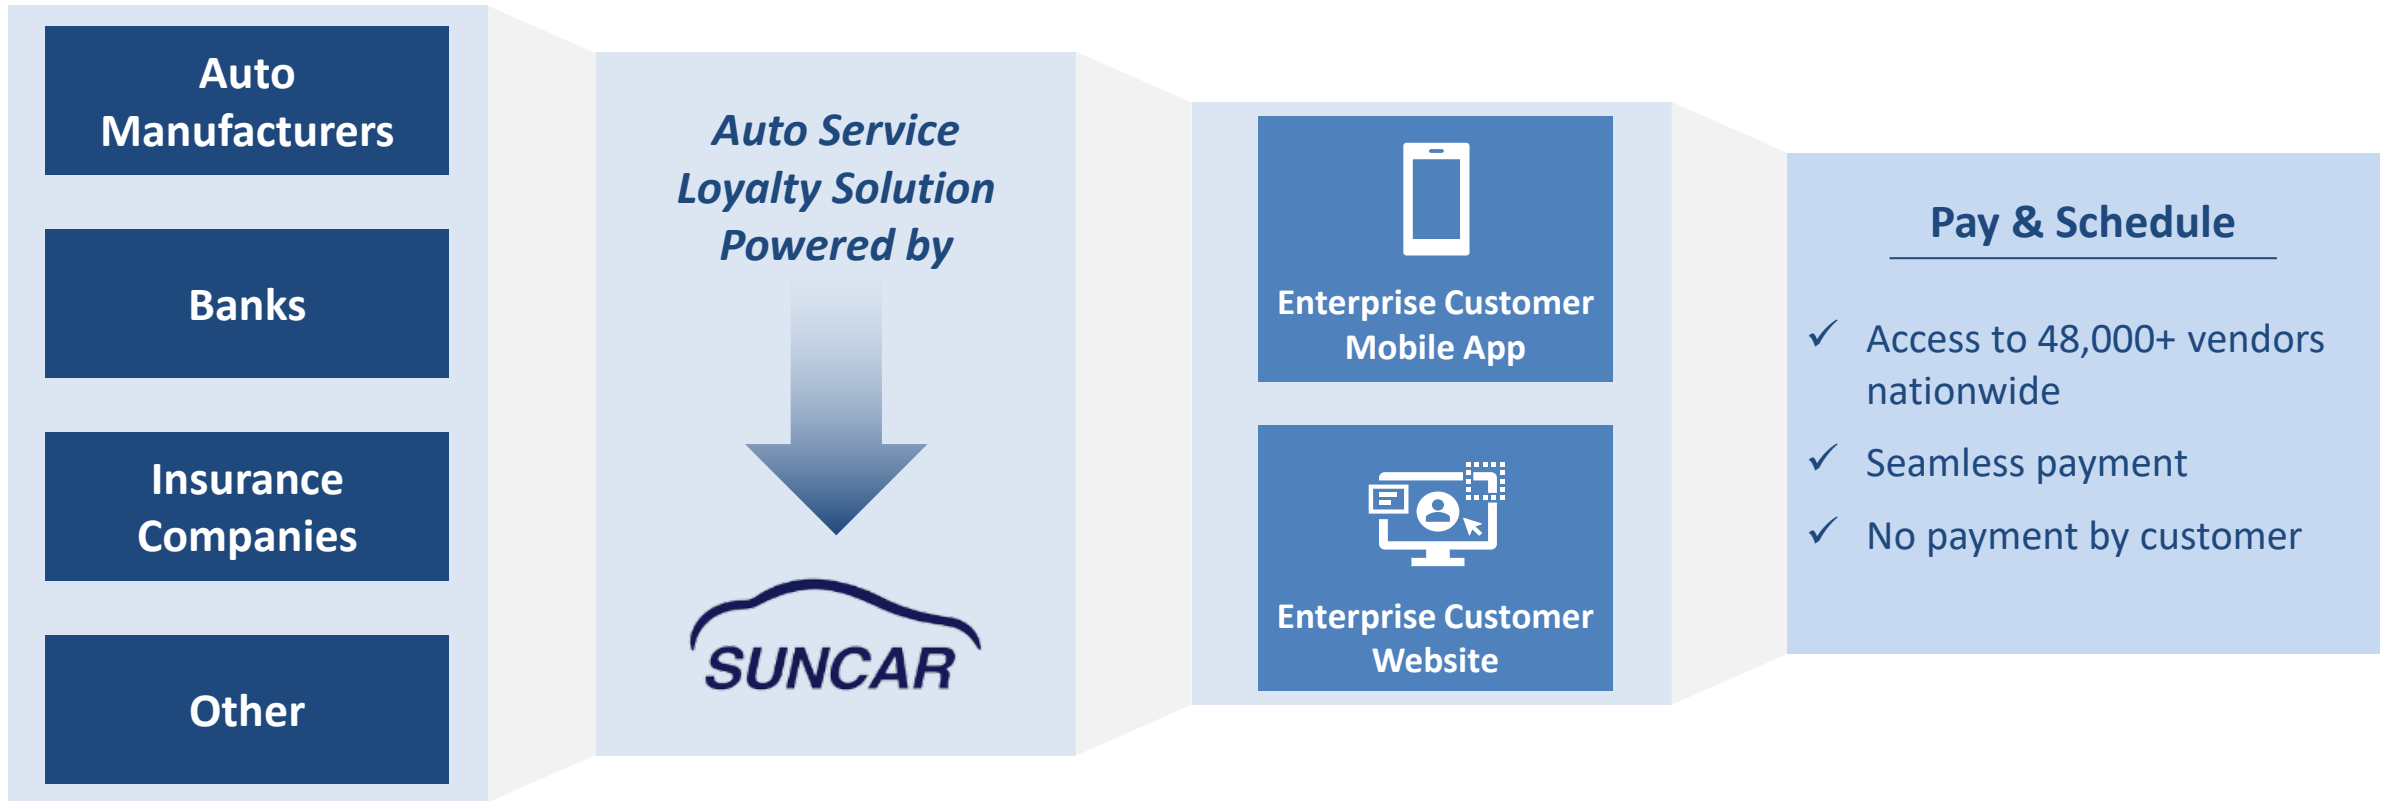 Auto
Manufacturers
Banks
Insurance
Companies
Other
Auto Service
Loyalty Solution
Powered by
SUNCAR
Enterprise Customer
Mobile App
Enterprise Customer
Website
Pay & Schedule
✓ Access to 48,000+ vendors
nationwide
✓ Seamless payment
✓ No payment by customer